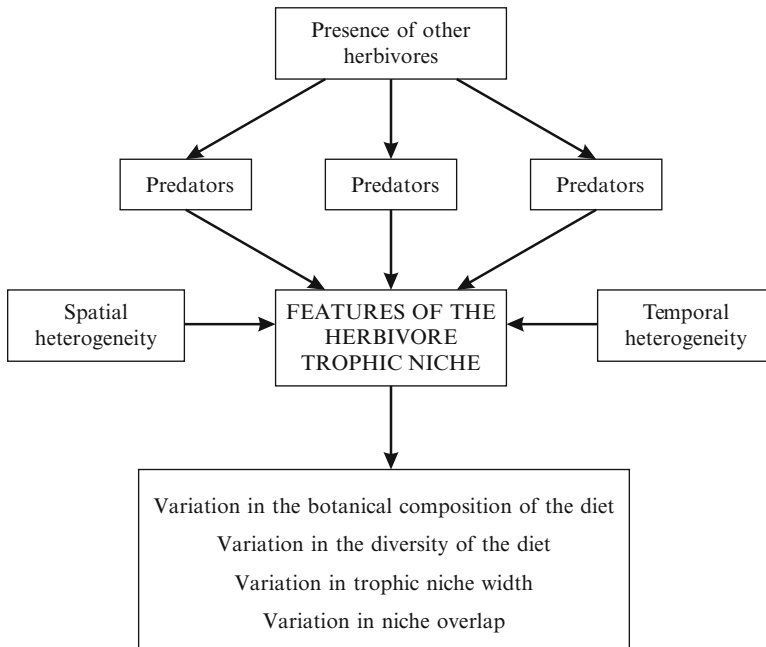 Presence of other
herbivores
Predators
Predators
Predators
Spatial
heterogeneity
FEATURES OF THE
HERBIVORE
TROPHIC NICHE
Temporal
heterogeneity
Variation in the botanical composition of the diet
Variation in the diversity of the diet
Variation in trophic niche width
Variation in niche overlap